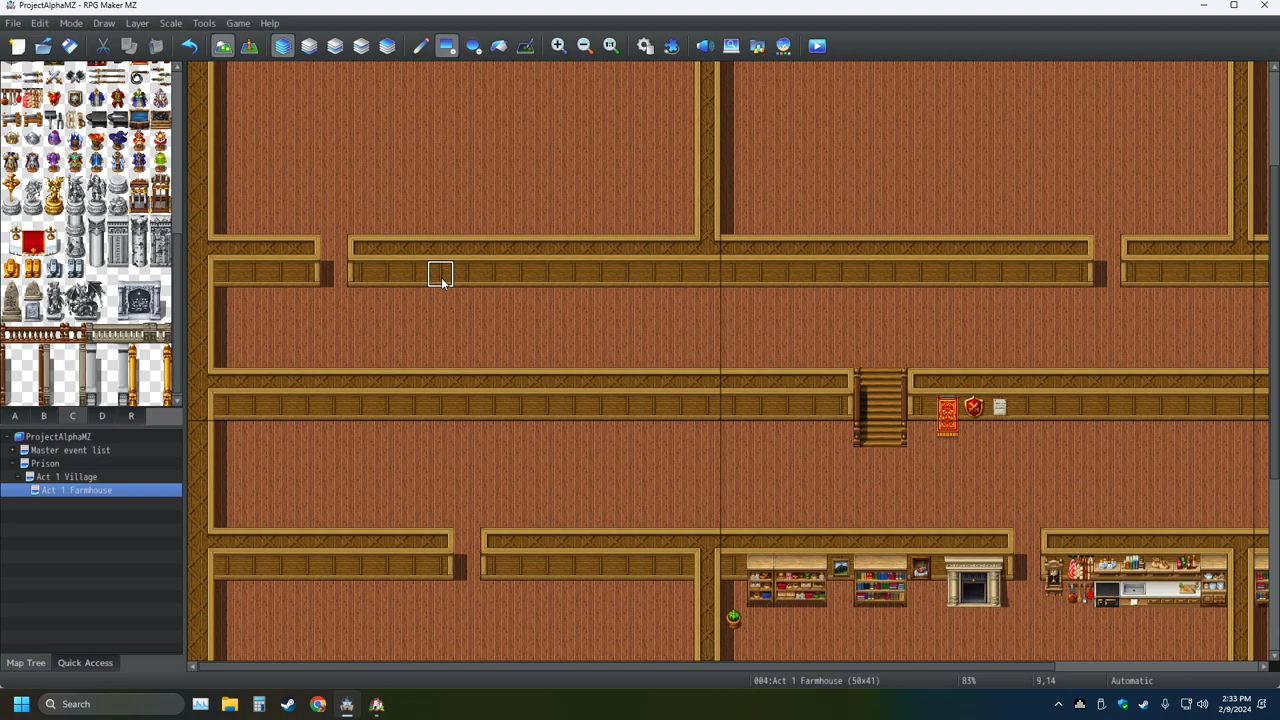 ProjectAlphaMZ - RPG Maker MZ
File Edit Mode Draw Layer Scale Tools Game Help
A B C D R
ProjectAlphaMZ
Master event list
Prison
Act 1 Village
Act 1 Farmhouse
Map Tree Quick Access
004:Act 1 Farmhouse (50x41) 83% 9,14 Automatic
Search
2:33 PM
2/9/2024